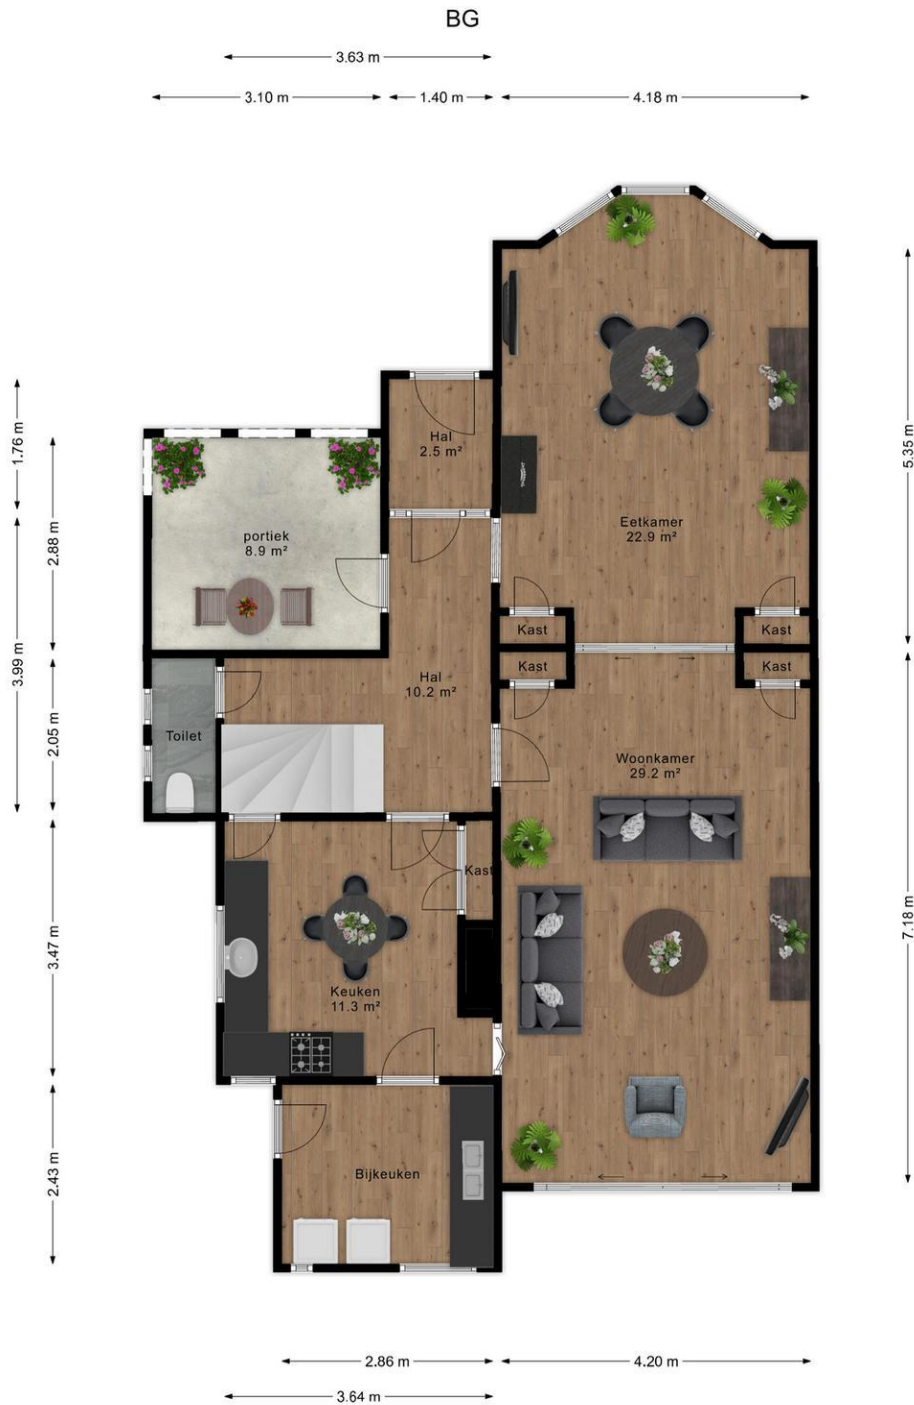 BG
3.63 m
3.10 m
1.40 m
4.18 m
1.76 m
5.35 m
Hal
2.5 m²
2.88 m
portiek
8.9 m²
Eetkamer
22.9 m²
3.99 m
Kast
Kast
Kast
Kast
Hal
10.2 m²
2.05 m
Toilet
Woonkamer
29.2 m²
Kast
3.47 m
7.18 m
Keuken
11.3 m²
2.43 m
Bijkeuken
2.86 m
4.20 m
3.64 m